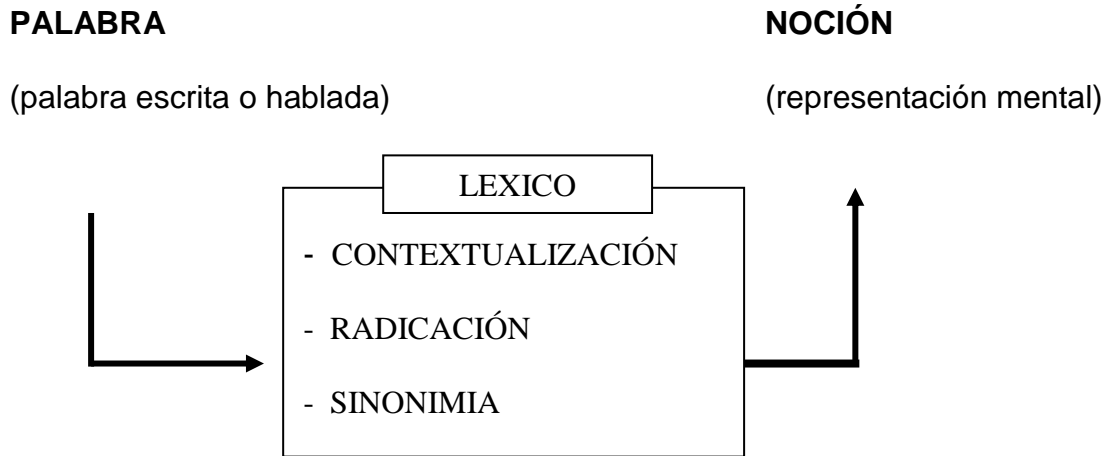 PALABRA NOCIÓN
(palabra escrita o hablada) (representación mental)
LEXICO
- CONTEXTUALIZACIÓN
- RADICACIÓN
- SINONIMIA